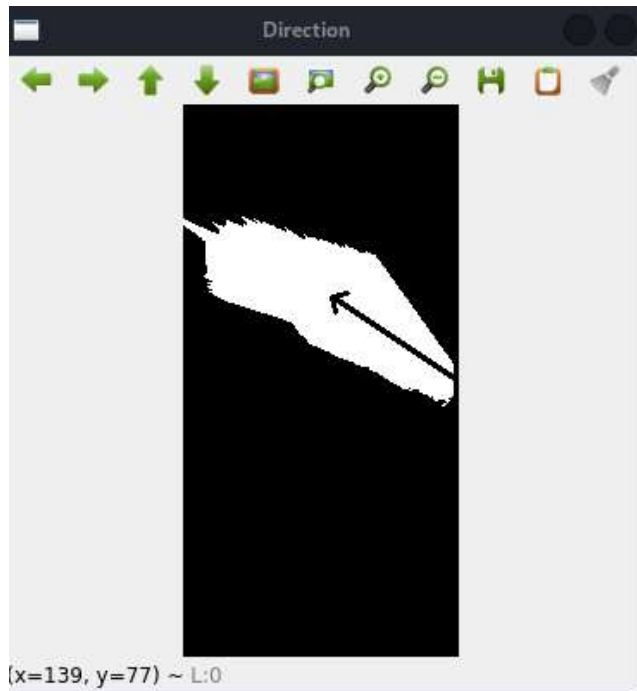 Direction
(x=139, y=77) ~ L:0